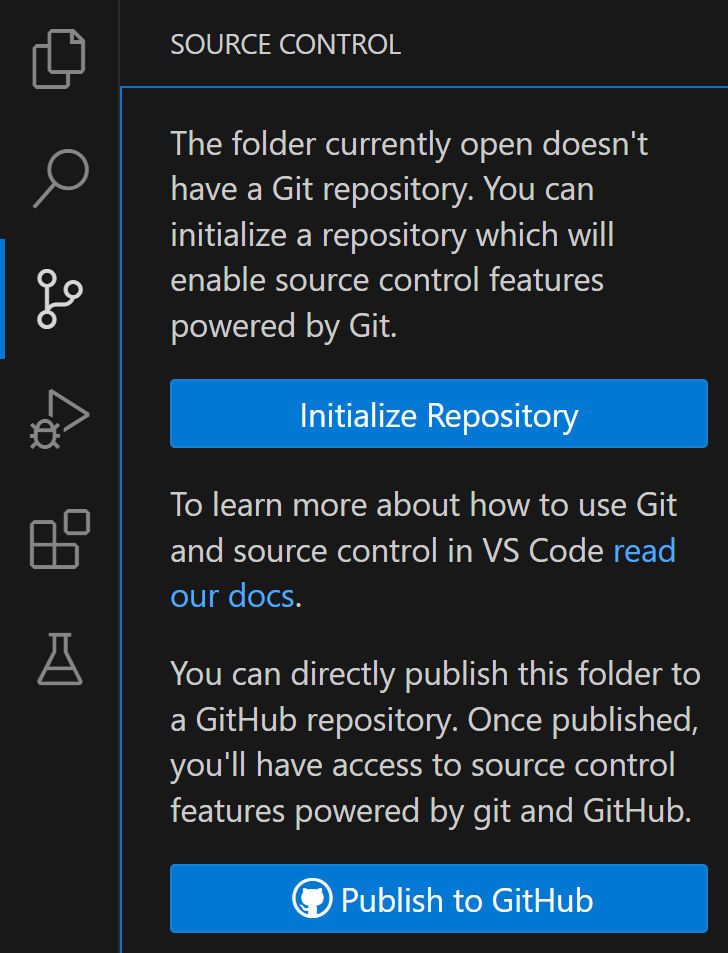 SOURCE CONTROL
The folder currently open doesn't
have a Git repository. You can
initialize a repository which will
enable source control features
powered by Git.
Initialize Repository
To learn more about how to use Git
and source control in VS Code read
our docs.
You can directly publish this folder to
a GitHub repository. Once published,
you'll have access to source control
features powered by git and GitHub.
Publish to GitHub